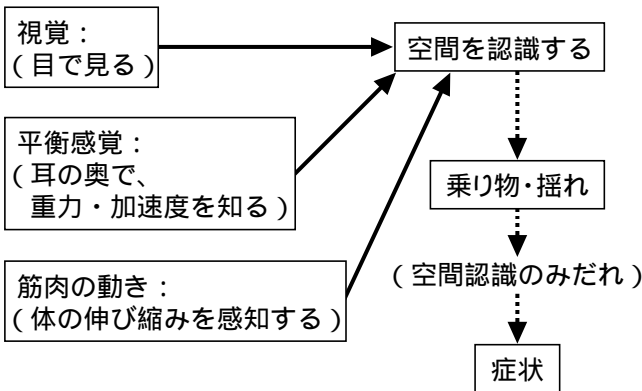 視覚：
（目で見る）
空間を認識する
平衡感覚：
（耳の奥で、
重力・加速度を知る）
乗り物・揺れ
筋肉の動き：
（体の伸び縮みを感知する）
（空間認識のみだれ）
症状